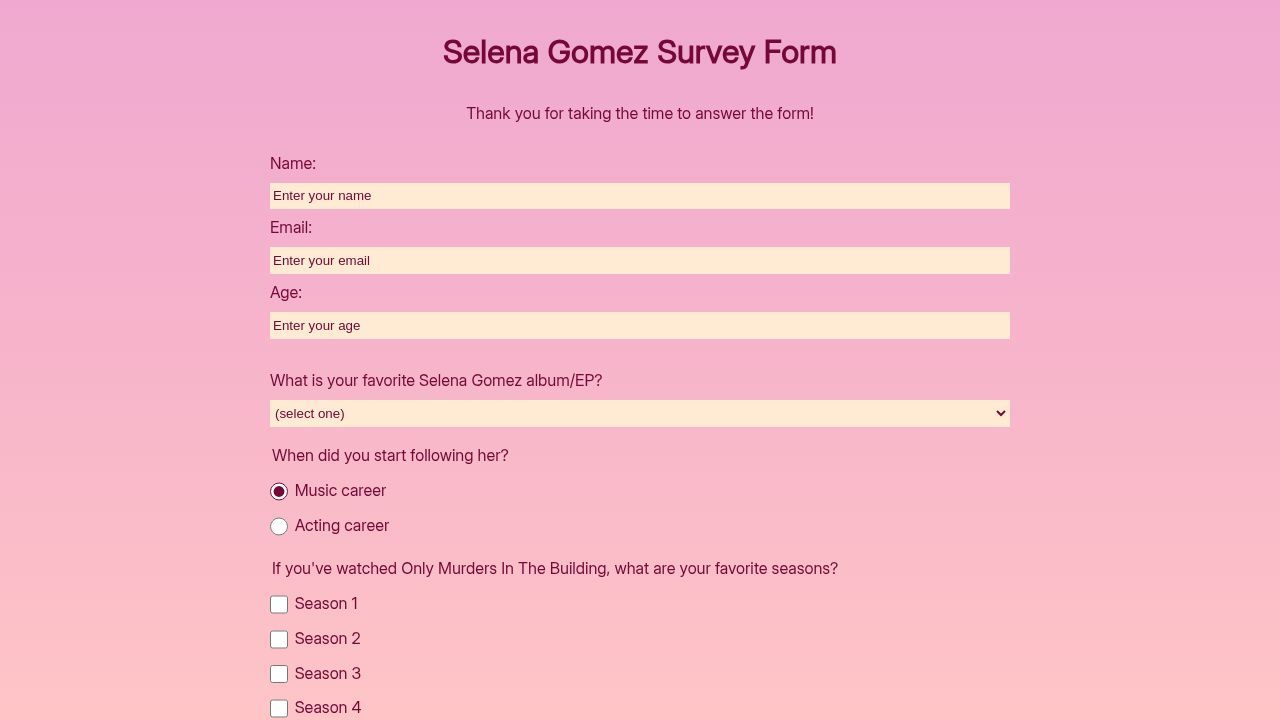 Selena Gomez Survey Form
Thank you for taking the time to answer the form!
Name:
Enter your name
Email:
Enter your email
Age:
Enter your age
What is your favorite Selena Gomez album/EP?
(select one)
When did you start following her?
Music career
Acting career
If you've watched Only Murders In The Building, what are your favorite seasons?
Season 1
Season 2
Season 3
Season 4